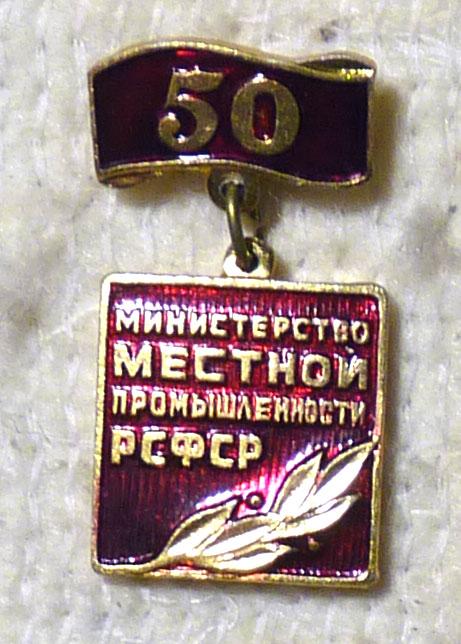 50
МИНИСТЕРСТВО
МЕСТНОЙ
ПРОМЫШЛЕННОСТИ
РСФСР